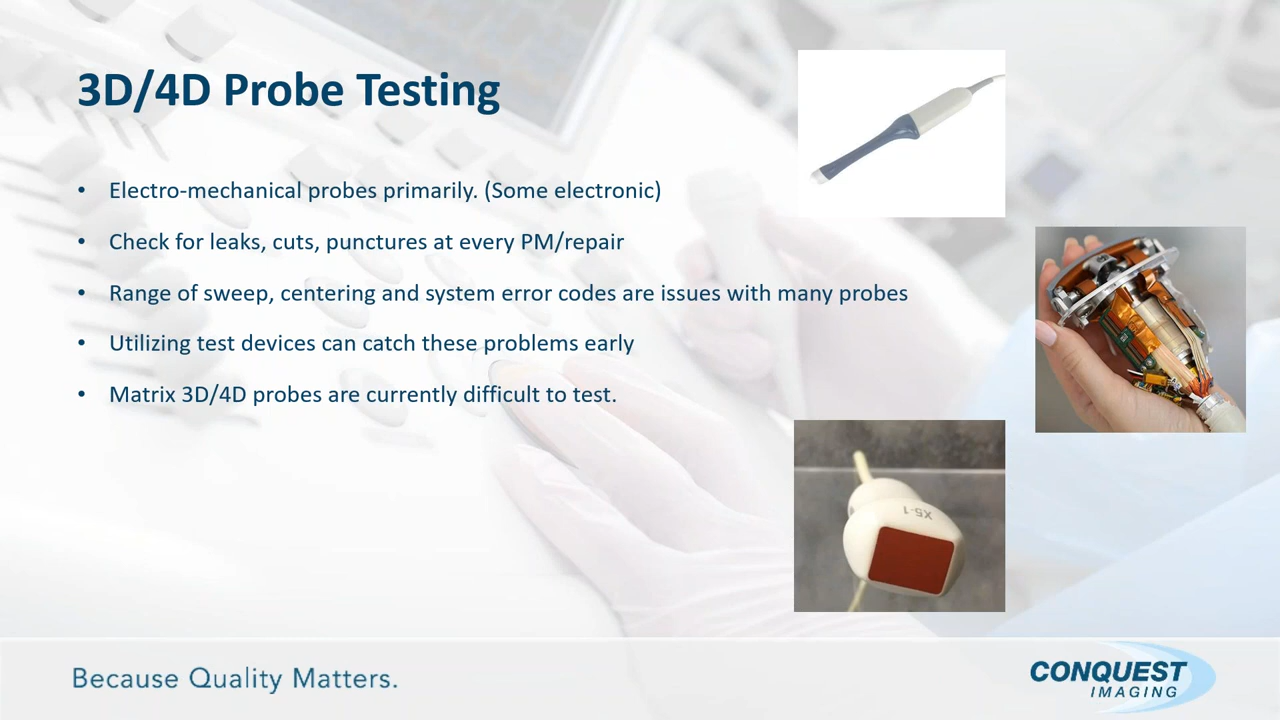 3D/4D Probe Testing
• Electro-mechanical probes primarily. (Some electronic)
• Check for leaks, cuts, punctures at every PM/repair
• Range of sweep, centering and system error codes are issues with many probes
• Utilizing test devices can catch these problems early
• Matrix 3D/4D probes are currently difficult to test.
X5-1
Because Quality Matters.
CONQUEST
IMAGING